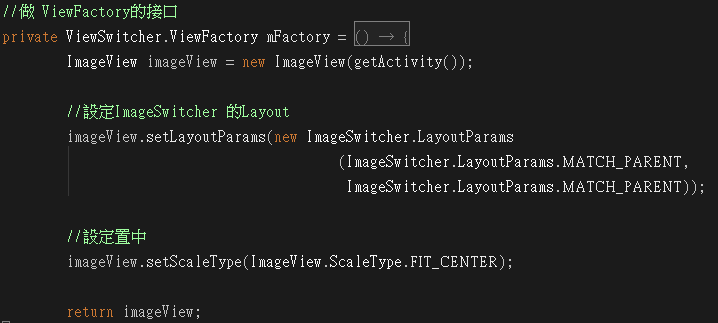 //做 ViewFactory的接口
private ViewSwitcher.ViewFactory mFactory = () → {
ImageView imageView = new ImageView(getActivity());
//設定ImageSwitcher 的Layout
imageView.setLayoutParams(new ImageSwitcher.LayoutParams
(ImageSwitcher.LayoutParams.MATCH_PARENT,
ImageSwitcher.LayoutParams.MATCH_PARENT));
//設定置中
imageView.setScaleType(ImageView.ScaleType.FIT_CENTER);
return imageView;